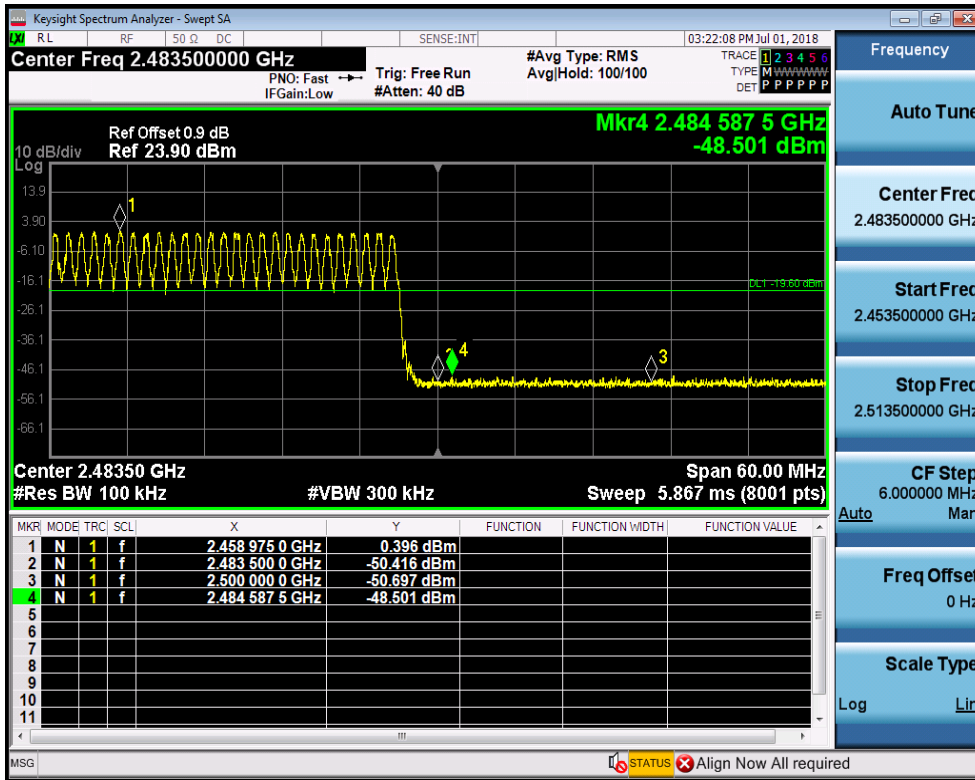 Keysight Spectrum Analyzer - Swept SA
LXI RL RF 50 Ω DC SENSE:INT 03:22:08 PM Jul 01, 2018
Center Freq 2.483500000 GHz
PNO: Fast
IFGain:Low
Trig: Free Run
#Atten: 40 dB
#Avg Type: RMS
Avg|Hold: 100/100
TRACE 1 2 3 4 5 6
TYPE M W W W W W
DET P P P P P P
Mkr4 2.484 587 5 GHz
-48.501 dBm
Ref Offset 0.9 dB
10 dB/div Ref 23.90 dBm
Log
13.9
3.90
-6.10
-16.1
-26.1
-36.1
-46.1
-56.1
-66.1
1
DL1 -19.60 dBm
4
3
Center 2.48350 GHz Span 60.00 MHz
#Res BW 100 kHz #VBW 300 kHz Sweep 5.867 ms (8001 pts)
MKR MODE TRC SCL X Y FUNCTION FUNCTION WIDTH FUNCTION VALUE
1 N 1 f 2.458 975 0 GHz 0.396 dBm
2 N 1 f 2.483 500 0 GHz -50.416 dBm
3 N 1 f 2.500 000 0 GHz -50.697 dBm
4 N 1 f 2.484 587 5 GHz -48.501 dBm
5
6
7
8
9
10
11
MSG STATUS Align Now All required
Frequency
Auto Tune
Center Freq
2.483500000 GHz
Start Freq
2.453500000 GHz
Stop Freq
2.513500000 GHz
CF Step
6.000000 MHz
Auto Man
Freq Offset
0 Hz
Scale Type
Log Lin